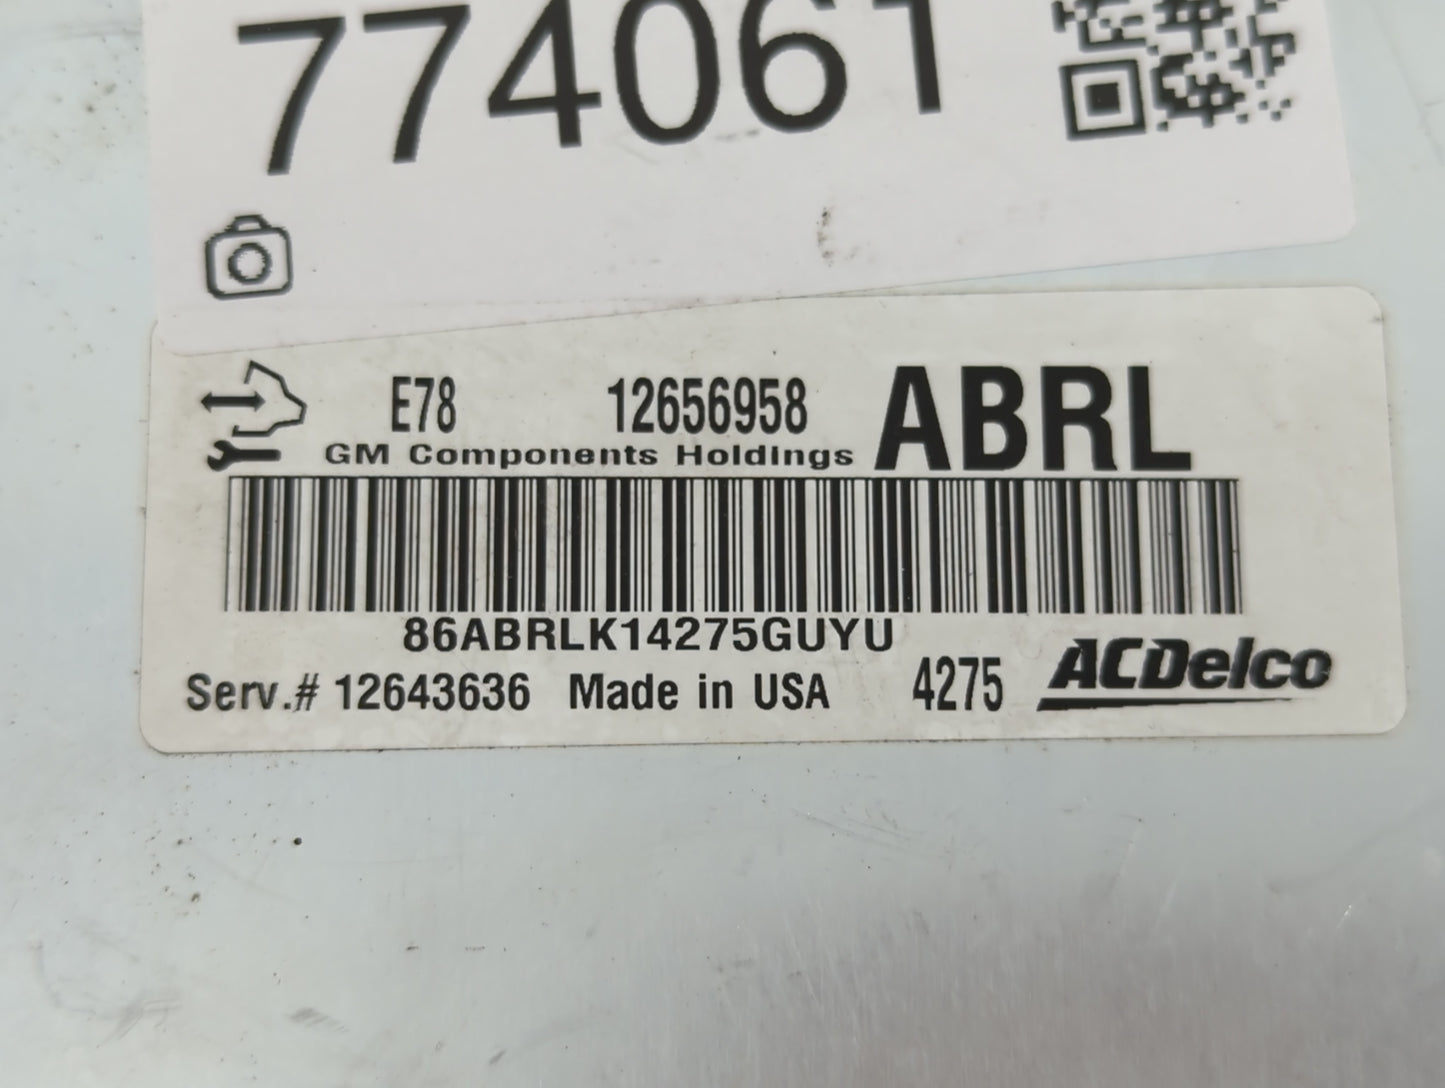 774061
E78 12656958 ABRL
GM Components Holdings
86ABRLK14275GUYU
Serv.# 12643636 Made in USA 4275 ACDelco